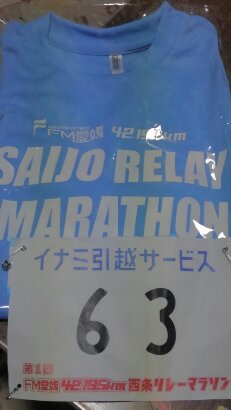 FM愛媛 42.195km
SAIJO RELAY
MARATHON
イナミ引越サービス
63
第1回
FM愛媛 42.195km 西条リレーマラソン